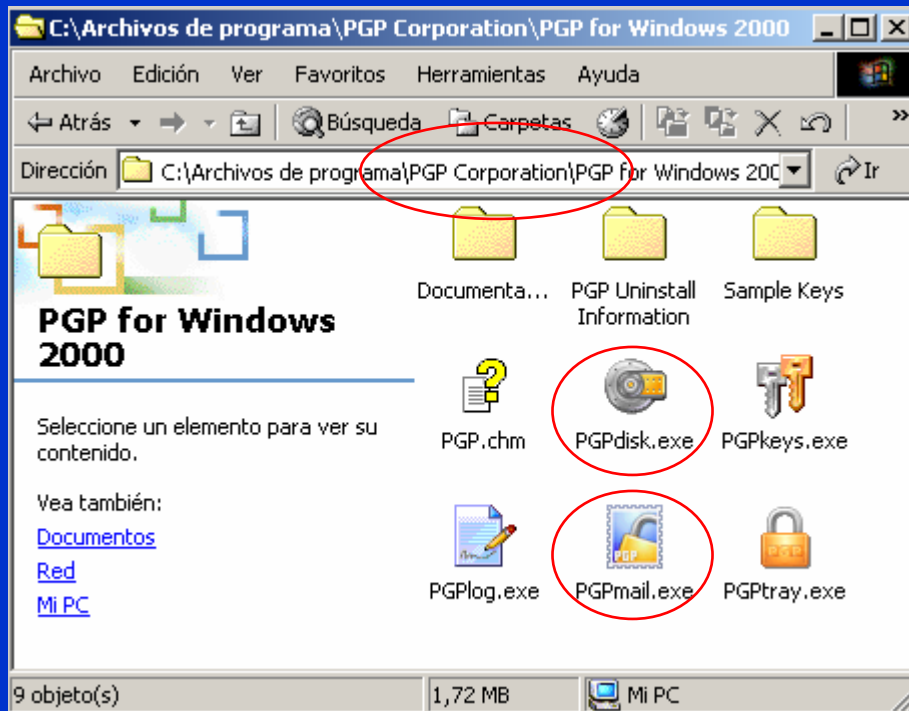 C:\Archivos de programa\PGP Corporation\PGP for Windows 2000
Archivo Edición Ver Favoritos Herramientas Ayuda
Atrás Búsqueda Carpetas »
Dirección C:\Archivos de programa\PGP Corporation\PGP for Windows 200 Ir
PGP for Windows
2000
Seleccione un elemento para ver su
contenido.
Vea también:
Documentos
Red
Mi PC
Documenta... PGP Uninstall Sample Keys
Information
PGP.chm PGPdisk.exe PGPkeys.exe
PGP
PGP
PGPlog.exe PGPmail.exe PGPtray.exe
9 objeto(s) 1,72 MB Mi PC